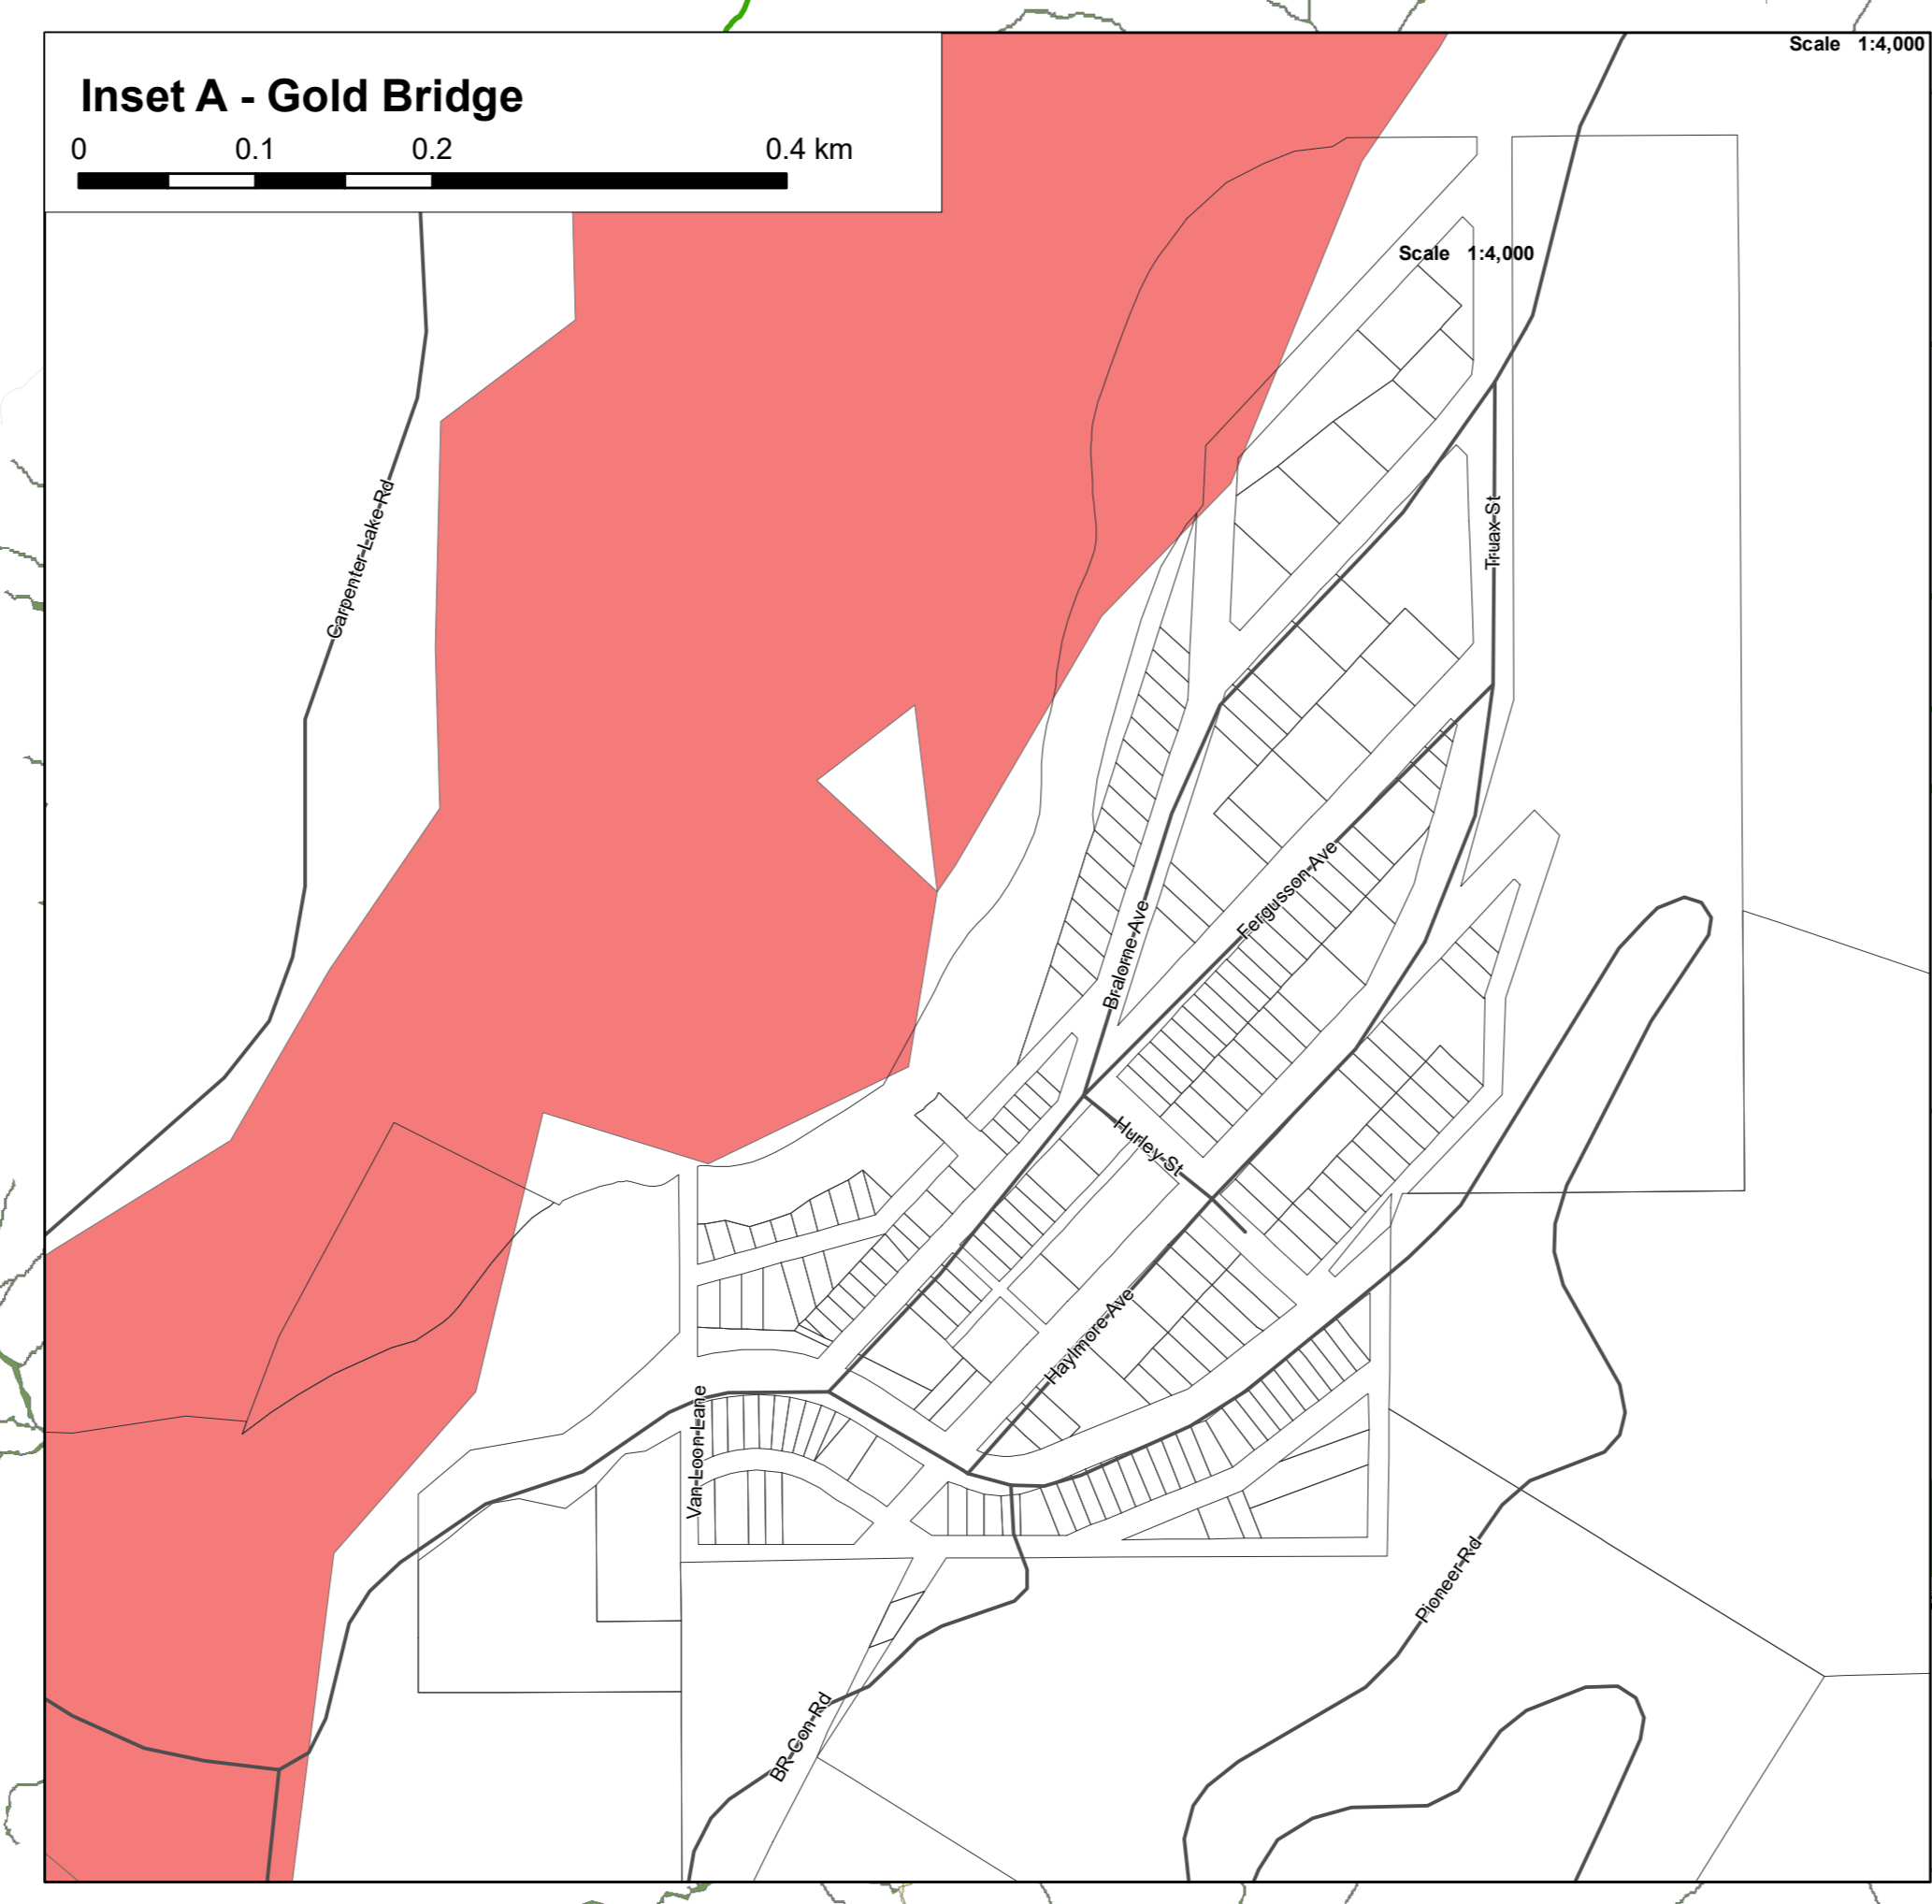 Scale 1:4,000
Inset A - Gold Bridge
0 0.1 0.2 0.4 km
Scale 1:4,000
Carpenter-Lake-Rd
Truax-St
Fergusson-Ave
Bralorne-Ave
Hurley-St
Haylmore-Ave
Van-Loon-Lane
Pioneer-Rd
BR-Con-Rd